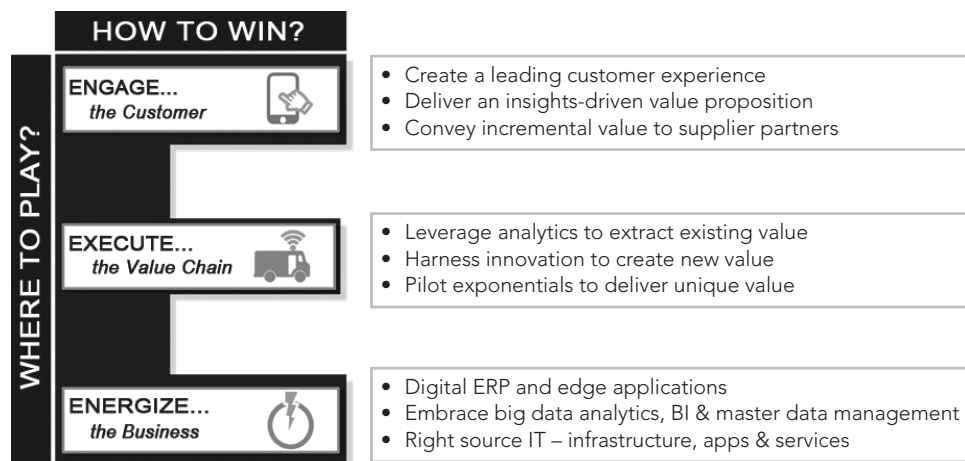 HOW TO WIN?
WHERE TO PLAY?
ENGAGE...
the Customer
• Create a leading customer experience
• Deliver an insights-driven value proposition
• Convey incremental value to supplier partners
EXECUTE...
the Value Chain
• Leverage analytics to extract existing value
• Harness innovation to create new value
• Pilot exponentials to deliver unique value
ENERGIZE...
the Business
• Digital ERP and edge applications
• Embrace big data analytics, BI & master data management
• Right source IT – infrastructure, apps & services